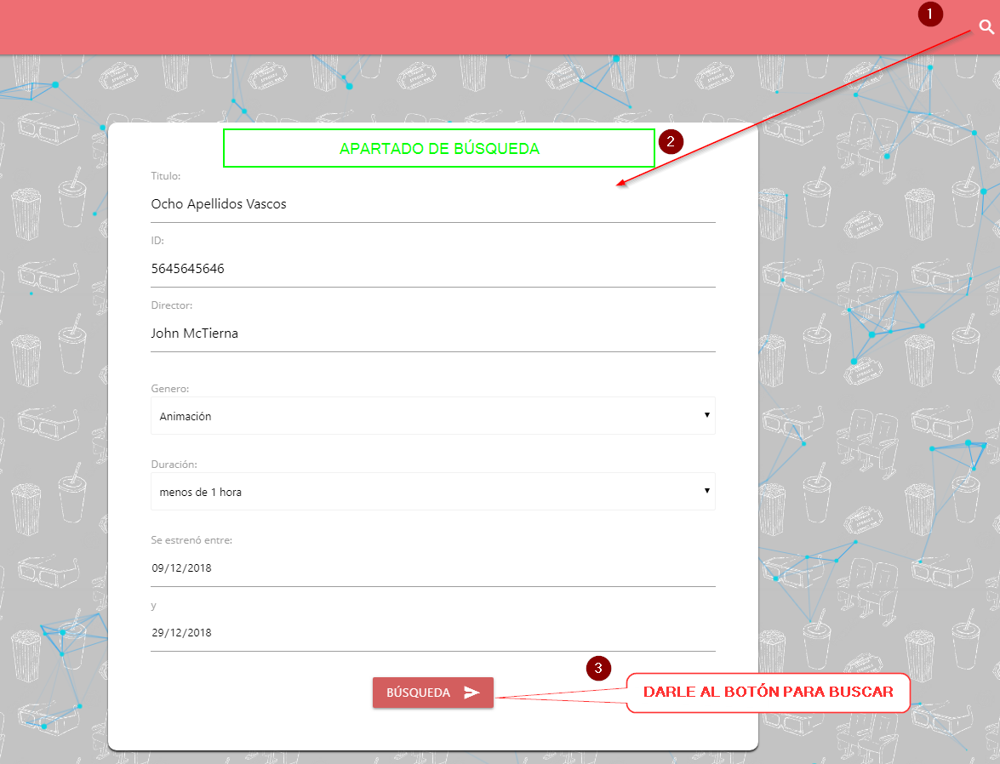 1
APARTADO DE BÚSQUEDA
2
Titulo:
Ocho Apellidos Vascos
ID:
5645645646
Director:
John McTierna
Genero:
Animación
Duración:
menos de 1 hora
Se estrenó entre:
09/12/2018
y
29/12/2018
3
BÚSQUEDA
DARLE AL BOTÓN PARA BUSCAR